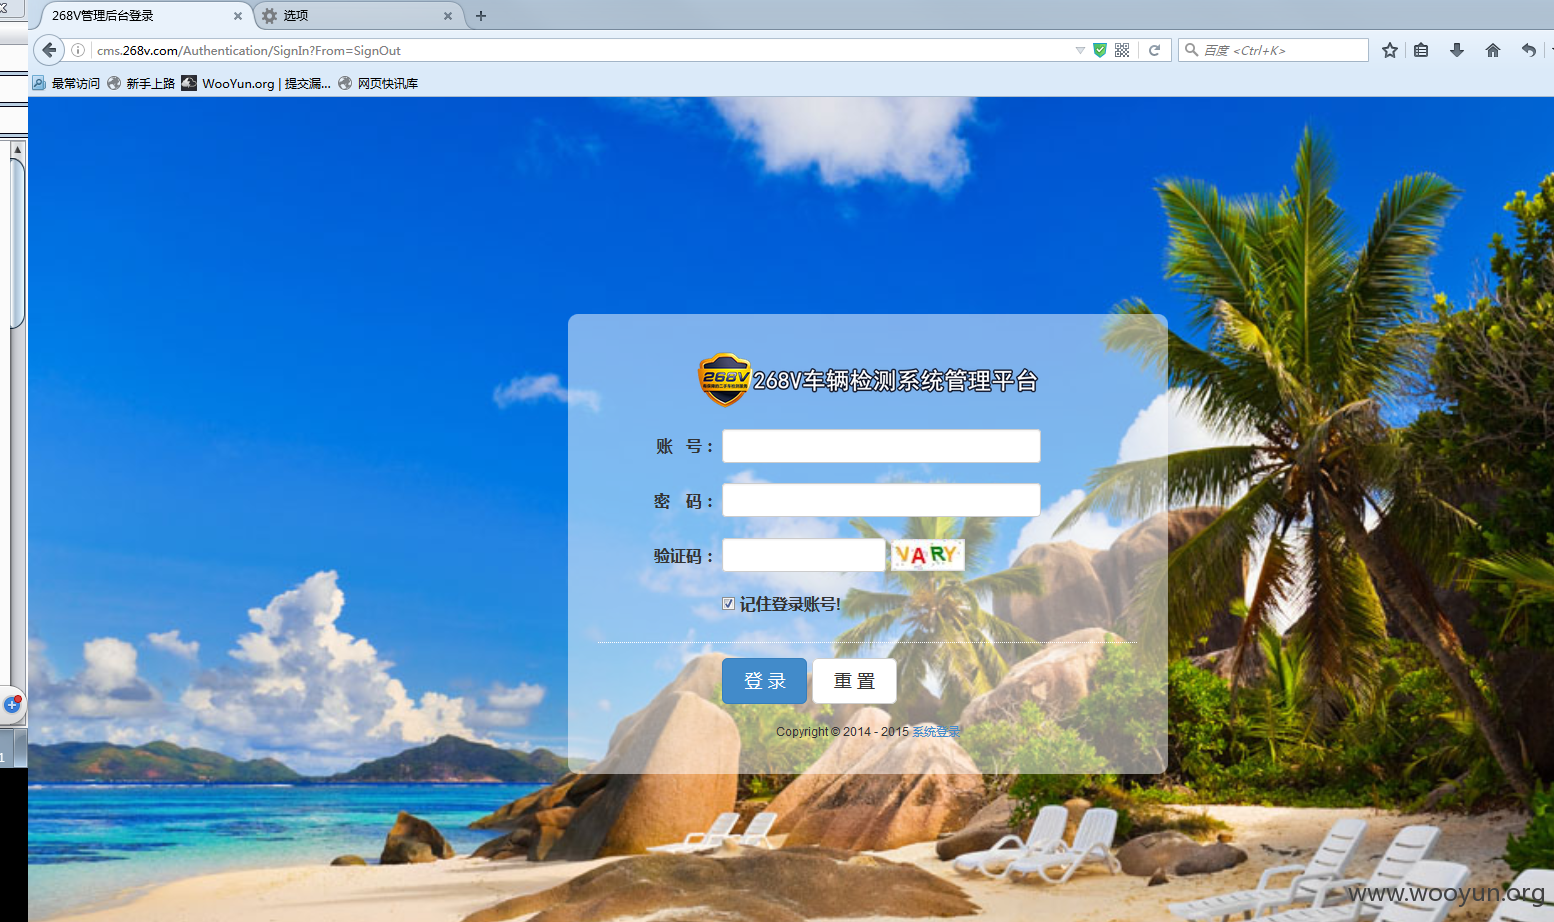 268V管理后台登录
选项
cms.268v.com/Authentication/SignIn?From=SignOut
百度 <Ctrl+K>
最常访问
新手上路
WooYun.org | 提交漏...
网页快讯库
268V
268V车辆检测系统管理平台
账 号：
密 码：
验证码：
VARY
记住登录账号!
登 录
重 置
Copyright © 2014 - 2015 系统登录
1
www.wooyun.org